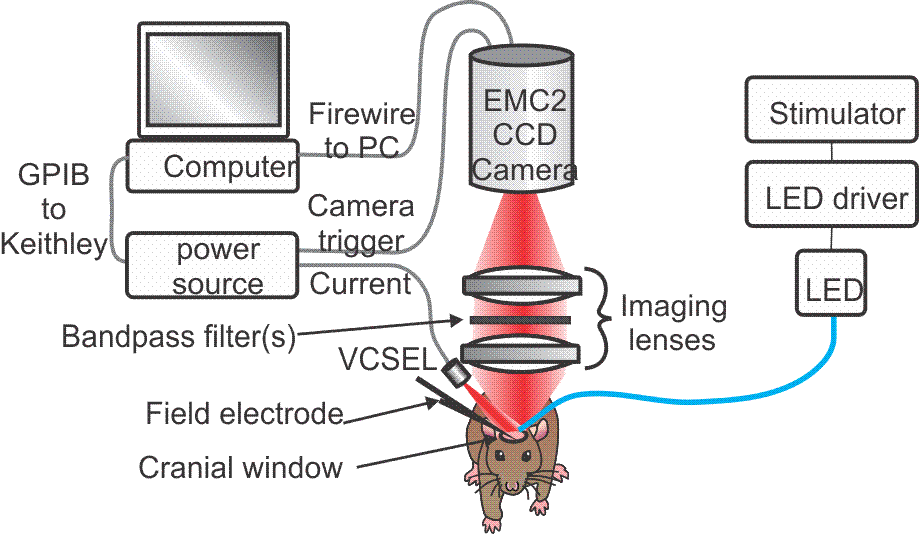 Firewire
to PC
EMC2
CCD
Camera
Stimulator
Computer
GPIB
to
Keithley
LED driver
Camera
trigger
power
source
Current
LED
Imaging
lenses
Bandpass filter(s)
VCSEL
Field electrode
Cranial window